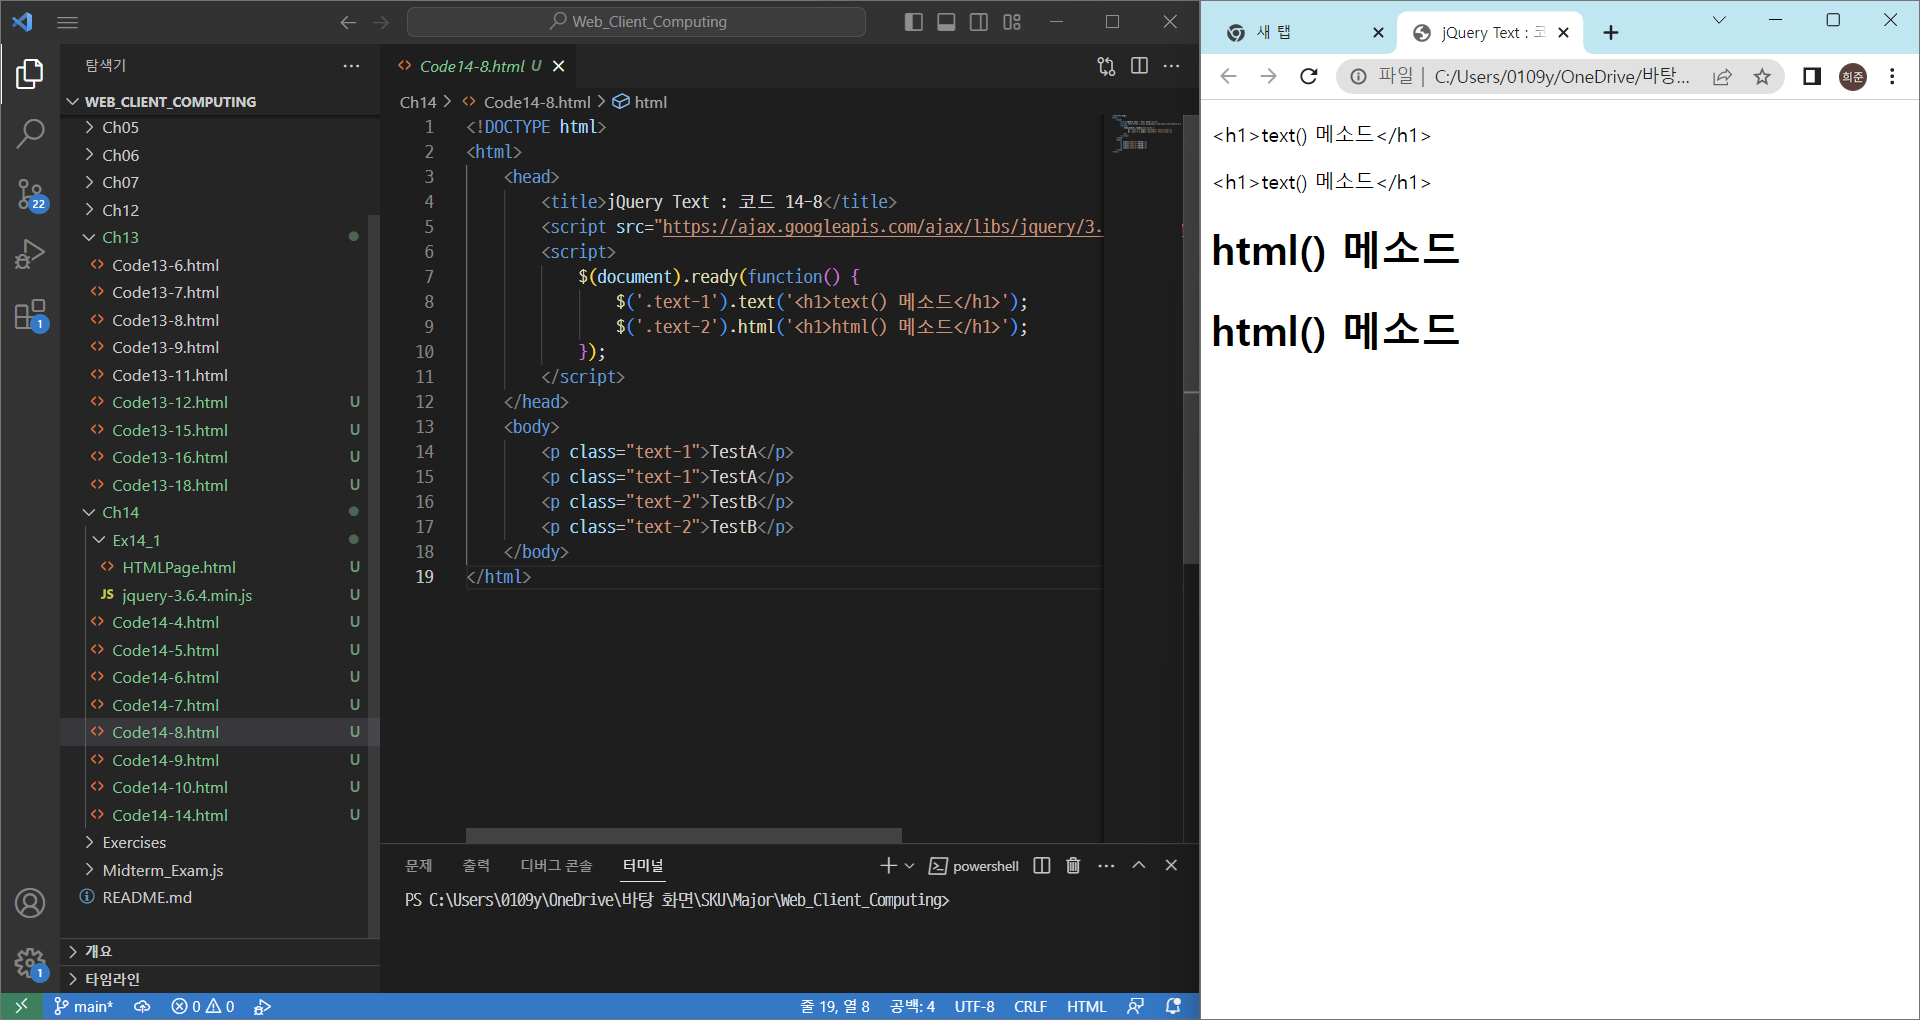 Web_Client_Computing
탐색기
WEB_CLIENT_COMPUTING
Ch05
Ch06
Ch07
Ch12
Ch13
Code13-6.html
Code13-7.html
Code13-8.html
Code13-9.html
Code13-11.html
Code13-12.html U
Code13-15.html U
Code13-16.html U
Code13-18.html U
Ch14
Ex14_1
HTMLPage.html U
JS jquery-3.6.4.min.js U
Code14-4.html U
Code14-5.html U
Code14-6.html U
Code14-7.html U
Code14-8.html U
Code14-9.html U
Code14-10.html U
Code14-14.html U
Exercises
Midterm_Exam.js
README.md
개요
타임라인
22
1
1
Code14-8.html U
Ch14 > Code14-8.html > html
1 <!DOCTYPE html>
2 <html>
3 <head>
4 <title>jQuery Text : 코드 14-8</title>
5 <script src="https://ajax.googleapis.com/ajax/libs/jquery/3.
6 <script>
7 $(document).ready(function() {
8 $('.text-1').text('<h1>text() 메소드</h1>');
9 $('.text-2').html('<h1>html() 메소드</h1>');
10 });
11 </script>
12 </head>
13 <body>
14 <p class="text-1">TestA</p>
15 <p class="text-1">TestA</p>
16 <p class="text-2">TestB</p>
17 <p class="text-2">TestB</p>
18 </body>
19 </html>
문제 출력 디버그 콘솔 터미널 powershell
PS C:\Users\0109y\OneDrive\바탕 화면\SKU\Major\Web_Client_Computing>
main* 0 0 줄 19, 열 8 공백: 4 UTF-8 CRLF HTML
새 탭
jQuery Text : 코
파일 | C:/Users/0109y/OneDrive/바탕... 희준
<h1>text() 메소드</h1>
<h1>text() 메소드</h1>
html() 메소드
html() 메소드